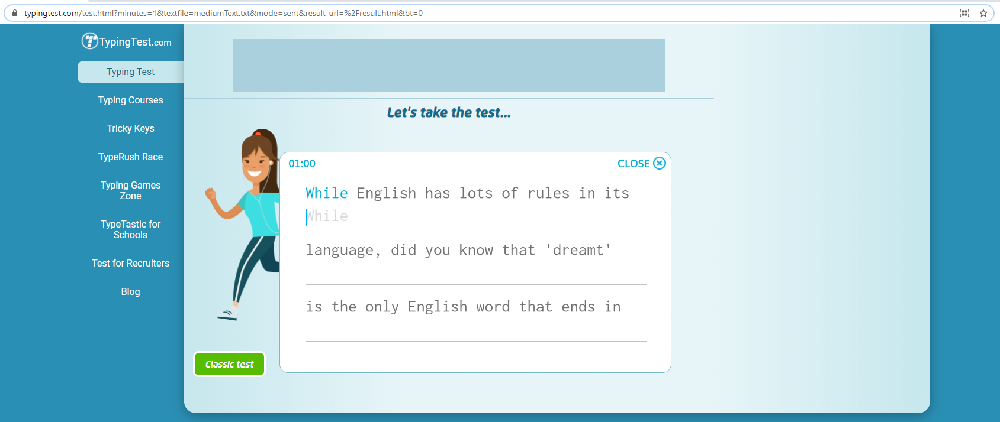 typingtest.com/test.html?minutes=1&textfile=mediumText.txt&mode=sent&result_url=%2Fresult.html&bt=0
TypingTest.com
Typing Test
Typing Courses
Tricky Keys
TypeRush Race
Typing Games
Zone
TypeTastic for
Schools
Test for Recruiters
Blog
Let's take the test...
01:00
CLOSE
While English has lots of rules in its
While
language, did you know that 'dreamt'
is the only English word that ends in
Classic test